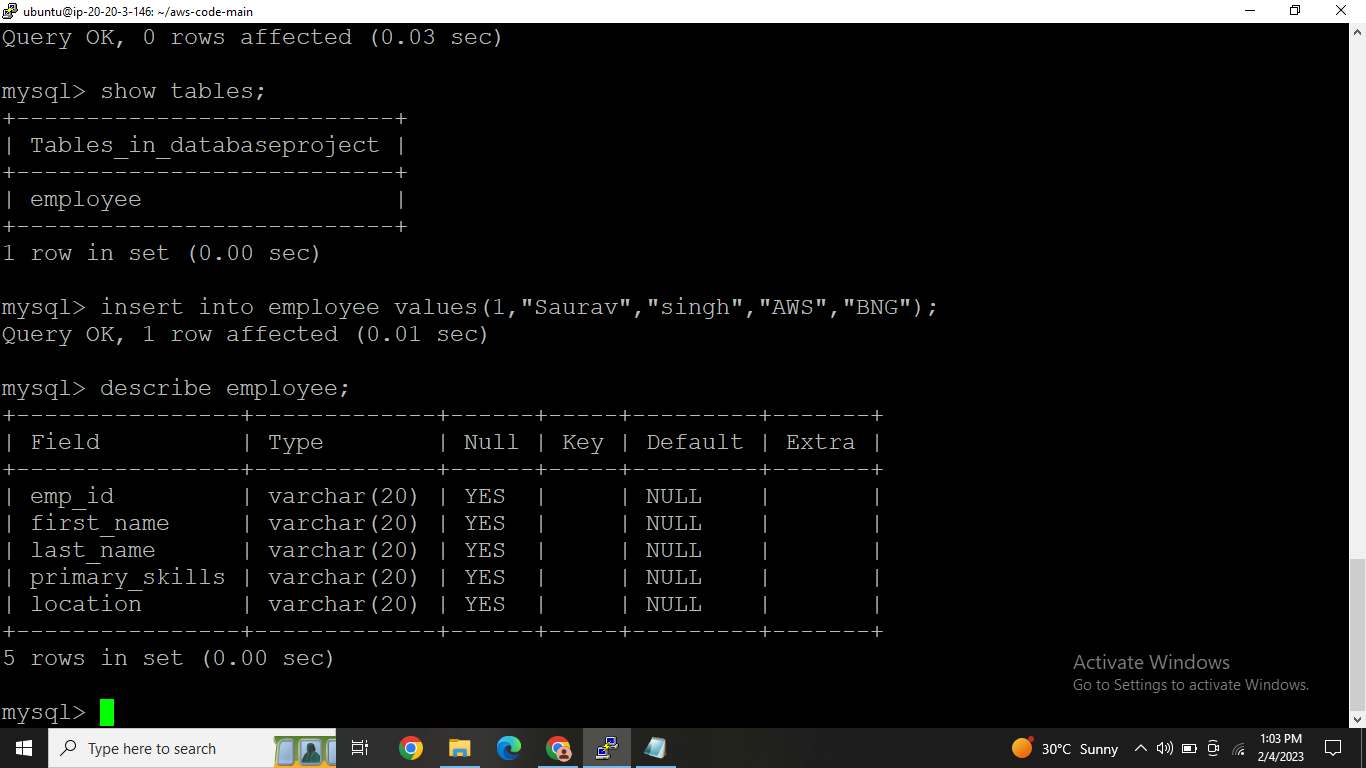 ubuntu@ip-20-20-3-146: ~/aws-code-main
Query OK, 0 rows affected (0.03 sec)
mysql> show tables;
+---------------------------+
| Tables_in_databaseproject |
+---------------------------+
| employee                  |
+---------------------------+
1 row in set (0.00 sec)
mysql> insert into employee values(1,"Saurav","singh","AWS","BNG");
Query OK, 1 row affected (0.01 sec)
mysql> describe employee;
+----------------+-------------+------+-----+---------+-------+
| Field          | Type        | Null | Key | Default | Extra |
+----------------+-------------+------+-----+---------+-------+
| emp_id         | varchar(20) | YES  |     | NULL    |       |
| first_name     | varchar(20) | YES  |     | NULL    |       |
| last_name      | varchar(20) | YES  |     | NULL    |       |
| primary_skills | varchar(20) | YES  |     | NULL    |       |
| location       | varchar(20) | YES  |     | NULL    |       |
+----------------+-------------+------+-----+---------+-------+
5 rows in set (0.00 sec)
mysql>
Activate Windows
Go to Settings to activate Windows.
Type here to search
30°C Sunny
1:03 PM
2/4/2023